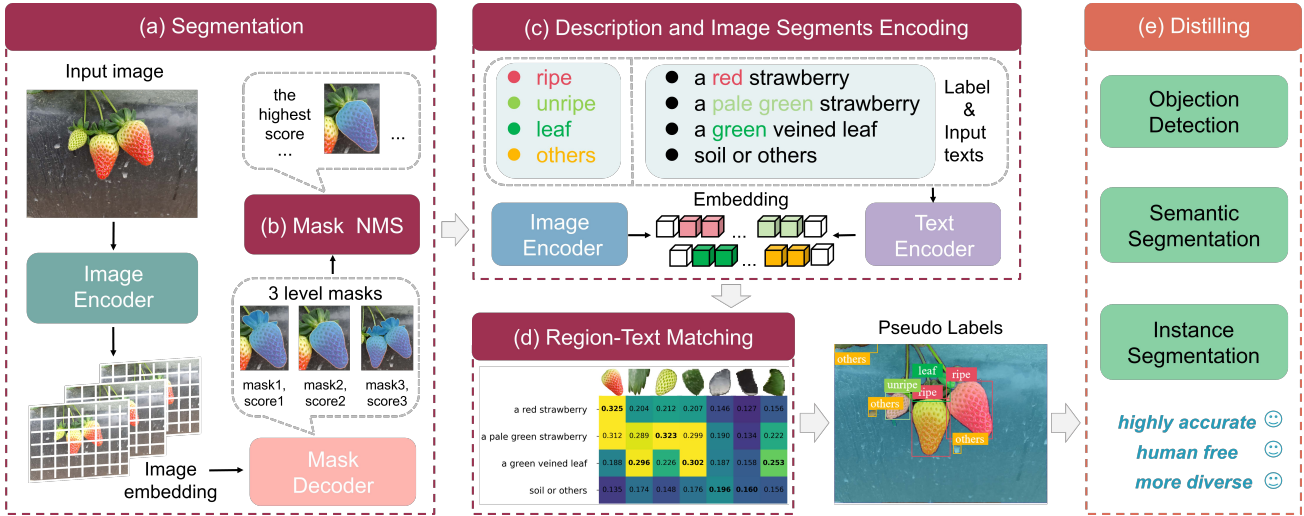 (a) Segmentation
Input image
the
highest
score
...
...
(b) Mask NMS
Image
Encoder
3 level masks
mask1,
score1
mask2,
score2
mask3,
score3
Image
embedding
Mask
Decoder
(c) Description and Image Segments Encoding
ripe
unripe
leaf
others
a red strawberry
a pale green strawberry
a green veined leaf
soil or others
Label
&
Input
texts
Image
Encoder
Embedding
...
...
Text
Encoder
(d) Region-Text Matching
a red strawberry 0.325 0.204 0.212 0.207 0.146 0.127 0.156
a pale green strawberry 0.312 0.289 0.323 0.299 0.190 0.134 0.222
a green veined leaf 0.188 0.296 0.226 0.302 0.187 0.158 0.253
soil or others 0.135 0.174 0.148 0.176 0.196 0.160 0.156
Pseudo Labels
others
leaf
ripe
unripe
ripe
others
others
(e) Distilling
Objection
Detection
Semantic
Segmentation
Instance
Segmentation
highly accurate
human free
more diverse